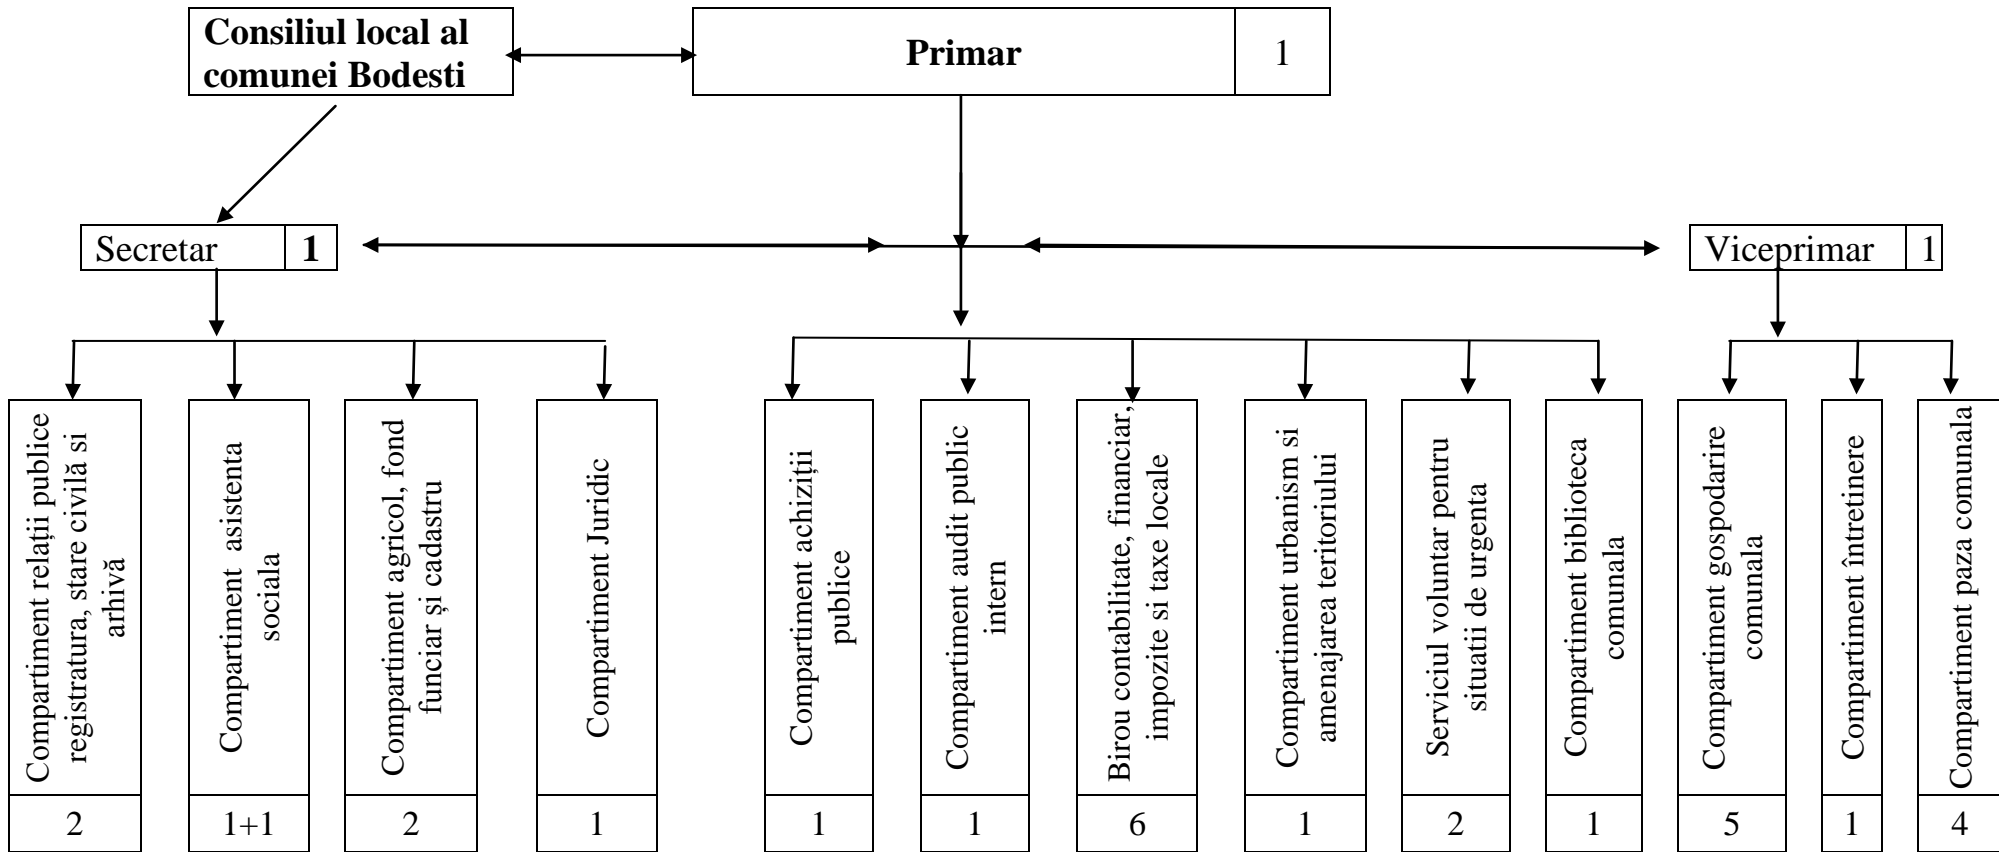 Consiliul local al
comunei Bodesti
Primar
1
Secretar
1
Viceprimar
1
Compartiment relații publice
registratura, stare civilă si
arhivă
2
Compartiment asistenta
sociala
1+1
Compartiment agricol, fond
funciar și cadastru
2
Compartiment Juridic
1
Compartiment achiziții
publice
1
Compartiment audit public
intern
1
Birou contabilitate, financiar,
impozite si taxe locale
6
Compartiment urbanism si
amenajarea teritoriului
1
Serviciul voluntar pentru
situatii de urgenta
2
Compartiment biblioteca
comunala
1
Compartiment gospodarire
comunala
5
Compartiment întretinere
1
Compartiment paza comunala
4